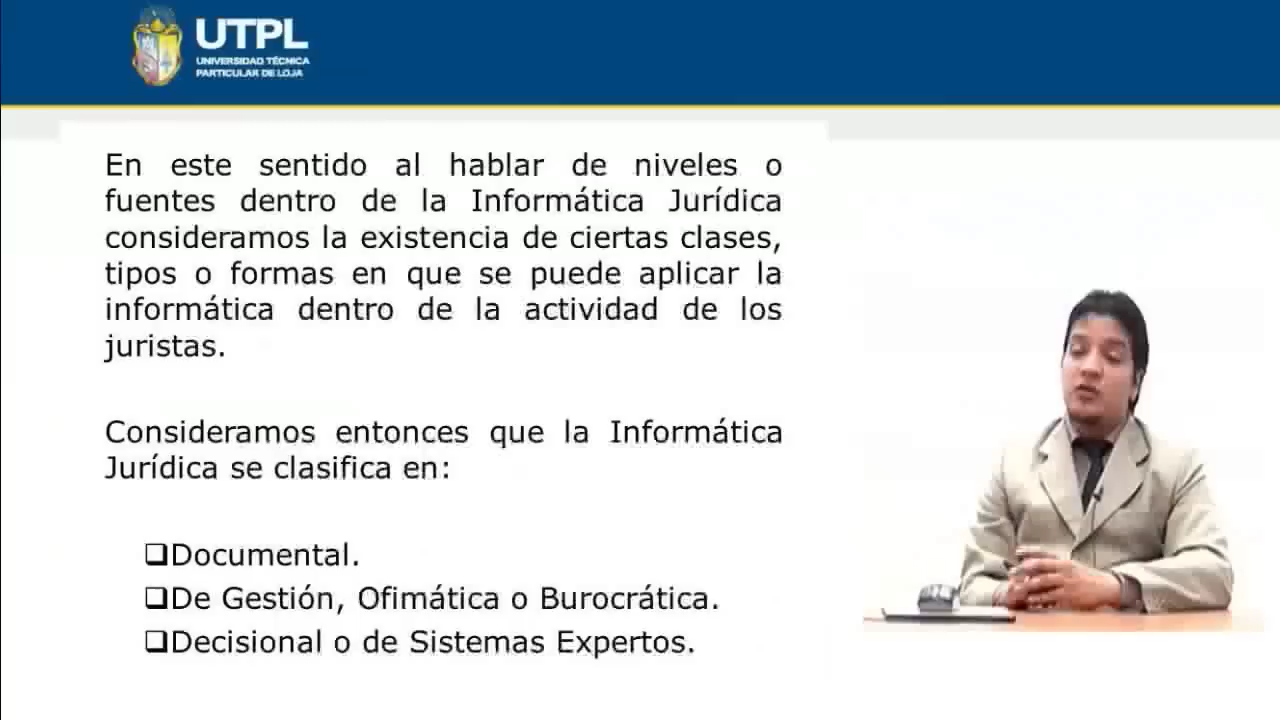 UTPL
UNIVERSIDAD TÉCNICA
PARTICULAR DE LOJA
En este sentido al hablar de niveles o
fuentes dentro de la Informática Jurídica
consideramos la existencia de ciertas clases,
tipos o formas en que se puede aplicar la
informática dentro de la actividad de los
juristas.
Consideramos entonces que la Informática
Jurídica se clasifica en:
❑Documental.
❑De Gestión, Ofimática o Burocrática.
❑Decisional o de Sistemas Expertos.